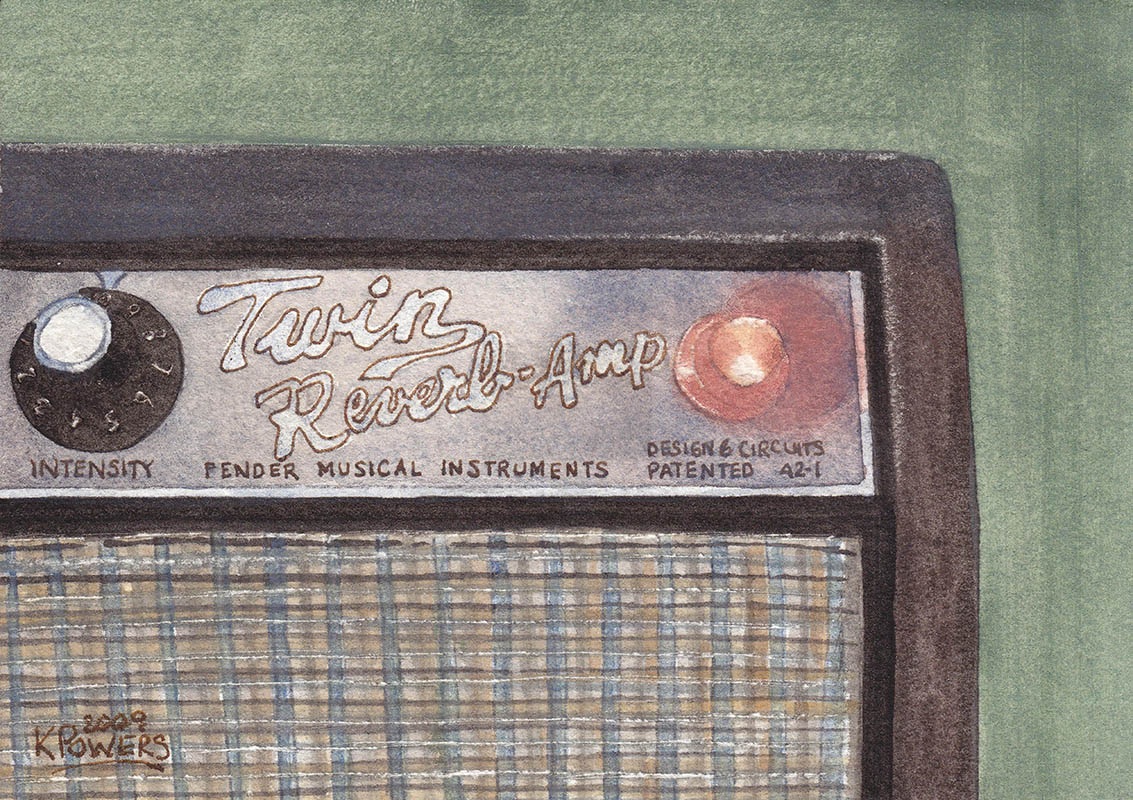 Twin
Reverb-Amp
INTENSITY
FENDER MUSICAL INSTRUMENTS
DESIGN & CIRCUITS
PATENTED A2-1
2009
KPOWERS